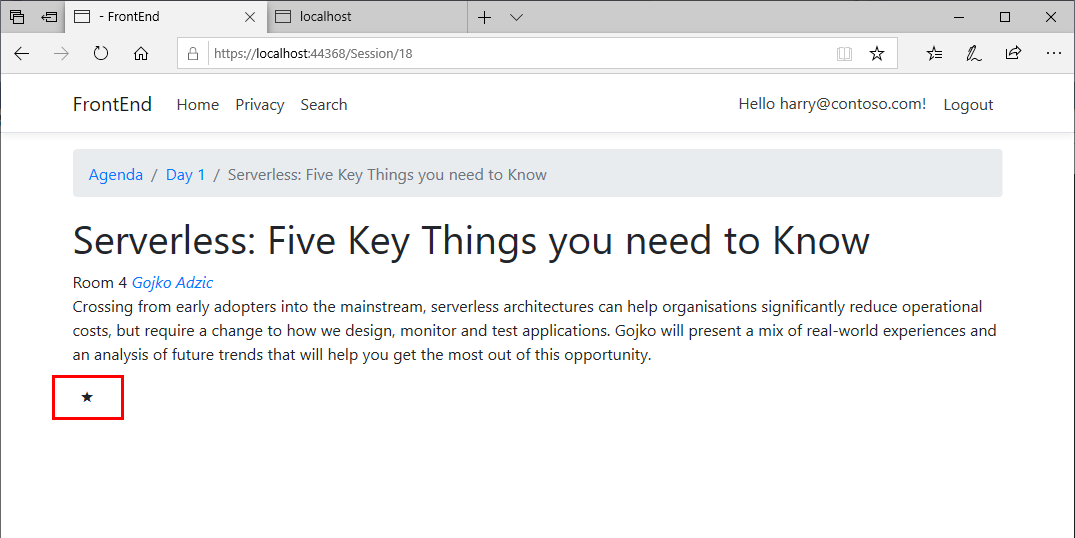 - FrontEnd
localhost
https://localhost:44368/Session/18
FrontEnd Home Privacy Search Hello harry@contoso.com! Logout
Agenda / Day 1 / Serverless: Five Key Things you need to Know
Serverless: Five Key Things you need to Know
Room 4 Gojko Adzic
Crossing from early adopters into the mainstream, serverless architectures can help organisations significantly reduce operational
costs, but require a change to how we design, monitor and test applications. Gojko will present a mix of real-world experiences and
an analysis of future trends that will help you get the most out of this opportunity.